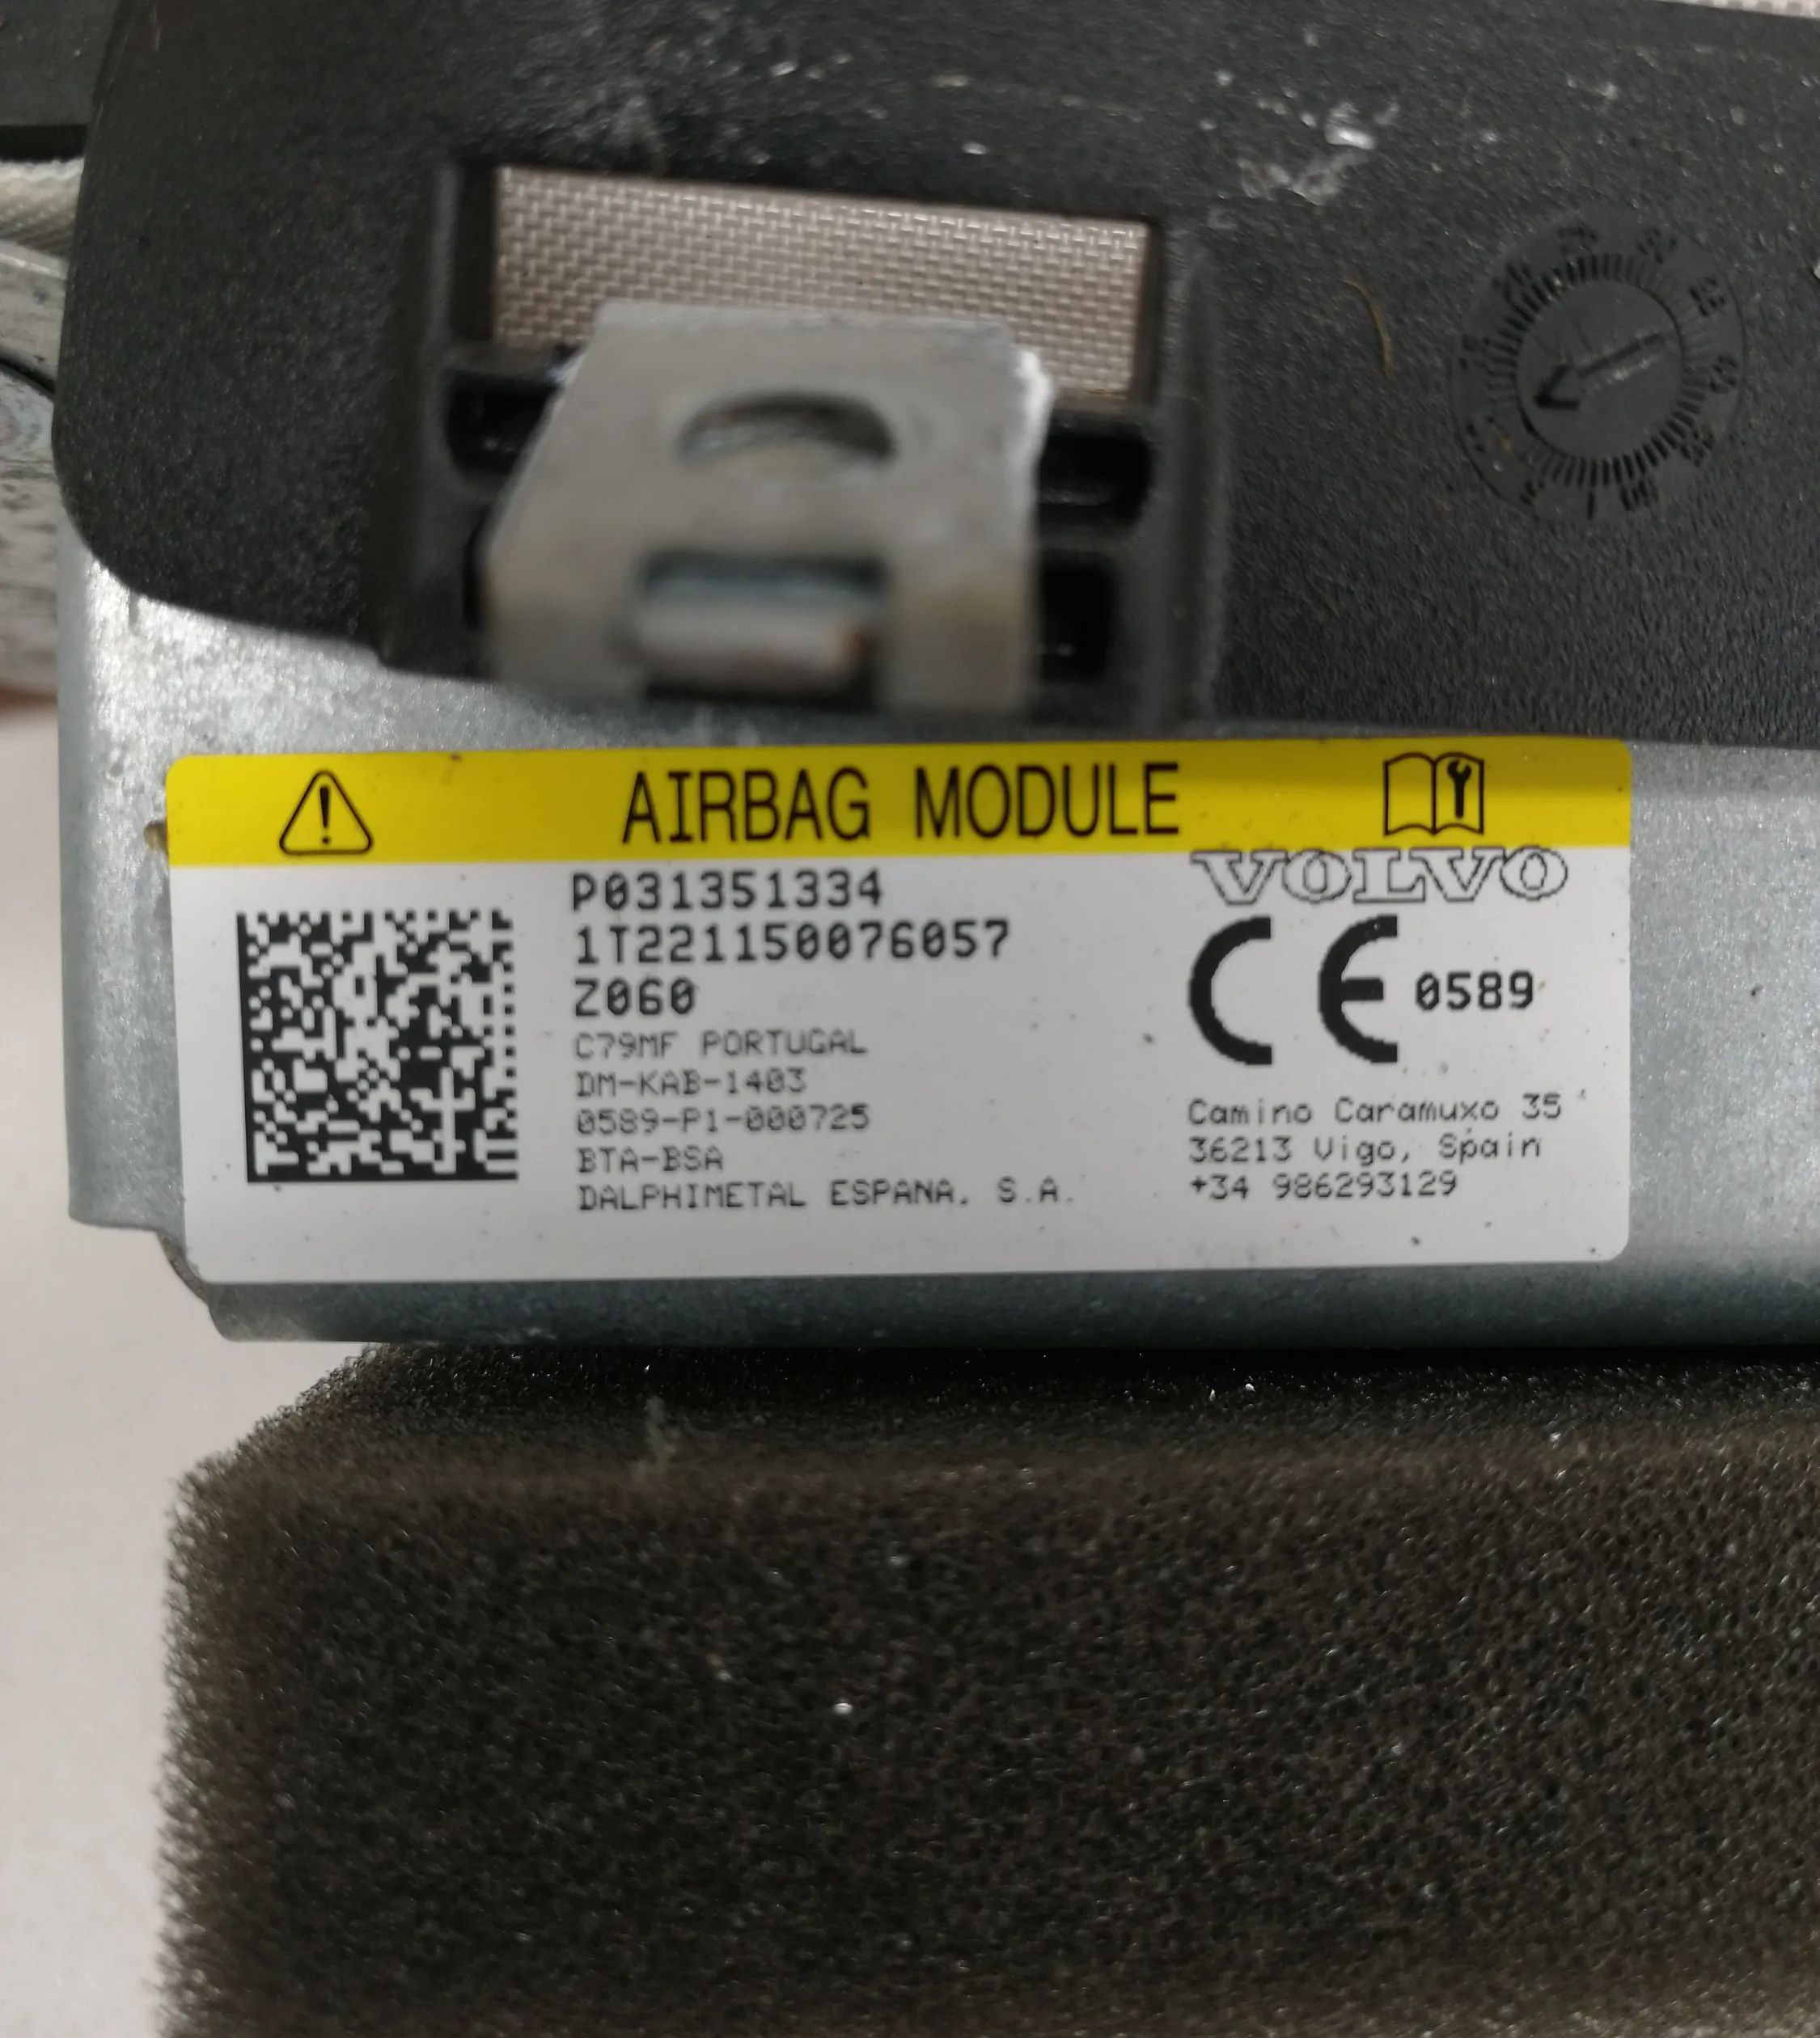 AIRBAG MODULE
VOLVO
P031351334
1T221150076057
Z060
C79MF PORTUGAL
DM-KAB-1403
0589-P1-000725
BTA-BSA
DALPHIMETAL ESPANA, S.A.
CE 0589
Camino Caramuxo 35
36213 Vigo, Spain
+34 986293129